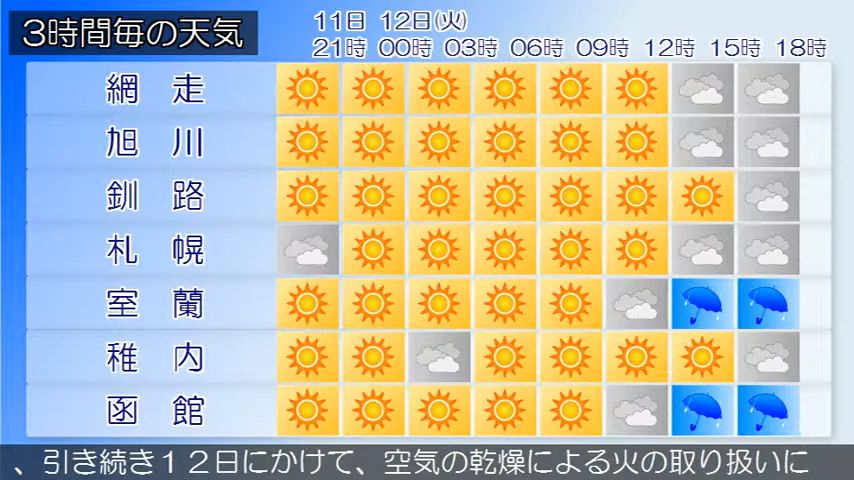 3時間毎の天気
11日 12日(火)
21時 00時 03時 06時 09時 12時 15時 18時
網走
旭川
釧路
札幌
室蘭
稚内
函館
、引き続き１２日にかけて、空気の乾燥による火の取り扱いに